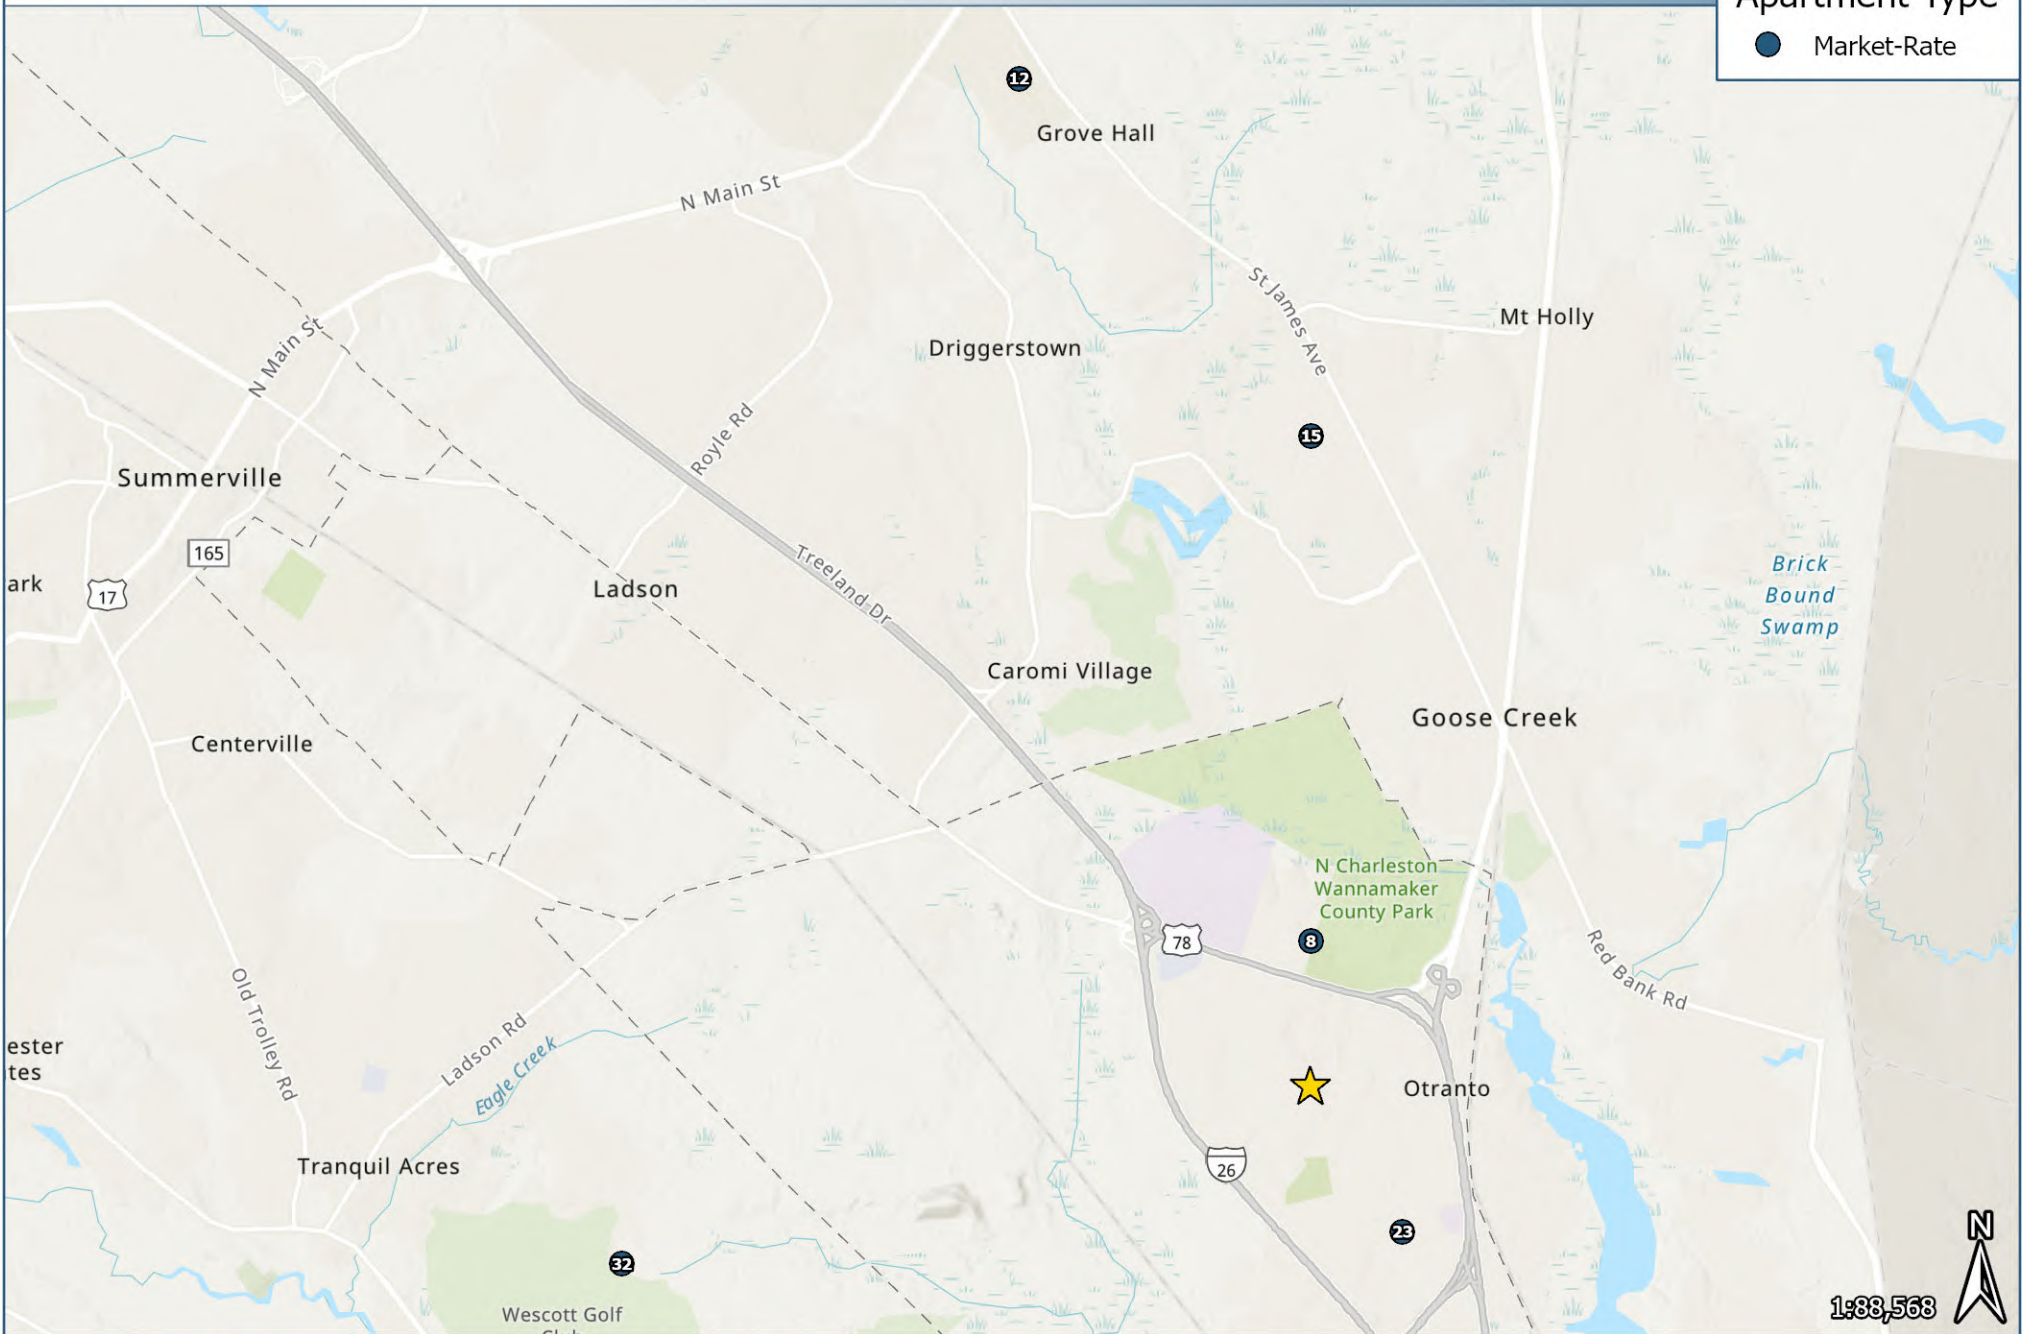 Apartment Type
Market-Rate
12
Grove Hall
N Main St
St James Ave
Mt Holly
N Main St
Driggerstown
Royle Rd
15
Summerville
165
Treeland Dr
Brick
Bound
Swamp
ark
17
Ladson
Caromi Village
Goose Creek
Centerville
N Charleston
Wannamaker
County Park
78
8
Red Bank Rd
Old Trolley Rd
Ladson Rd
Eagle Creek
ester
tes
Otranto
Tranquil Acres
26
23
32
Wescott Golf
Club
N
1:88,568